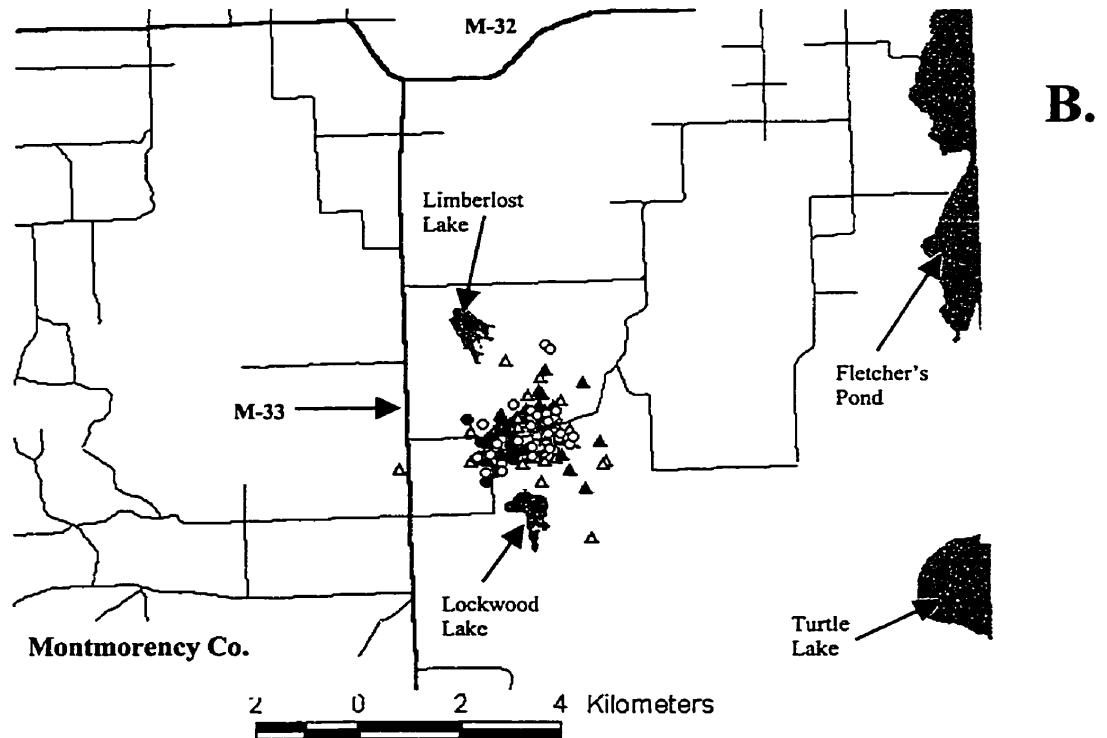 M-32
B.
Limberlost
Lake
Fletcher's
Pond
M-33
Lockwood
Lake
Turtle
Lake
Montmorency Co.
2 0 2 4 Kilometers